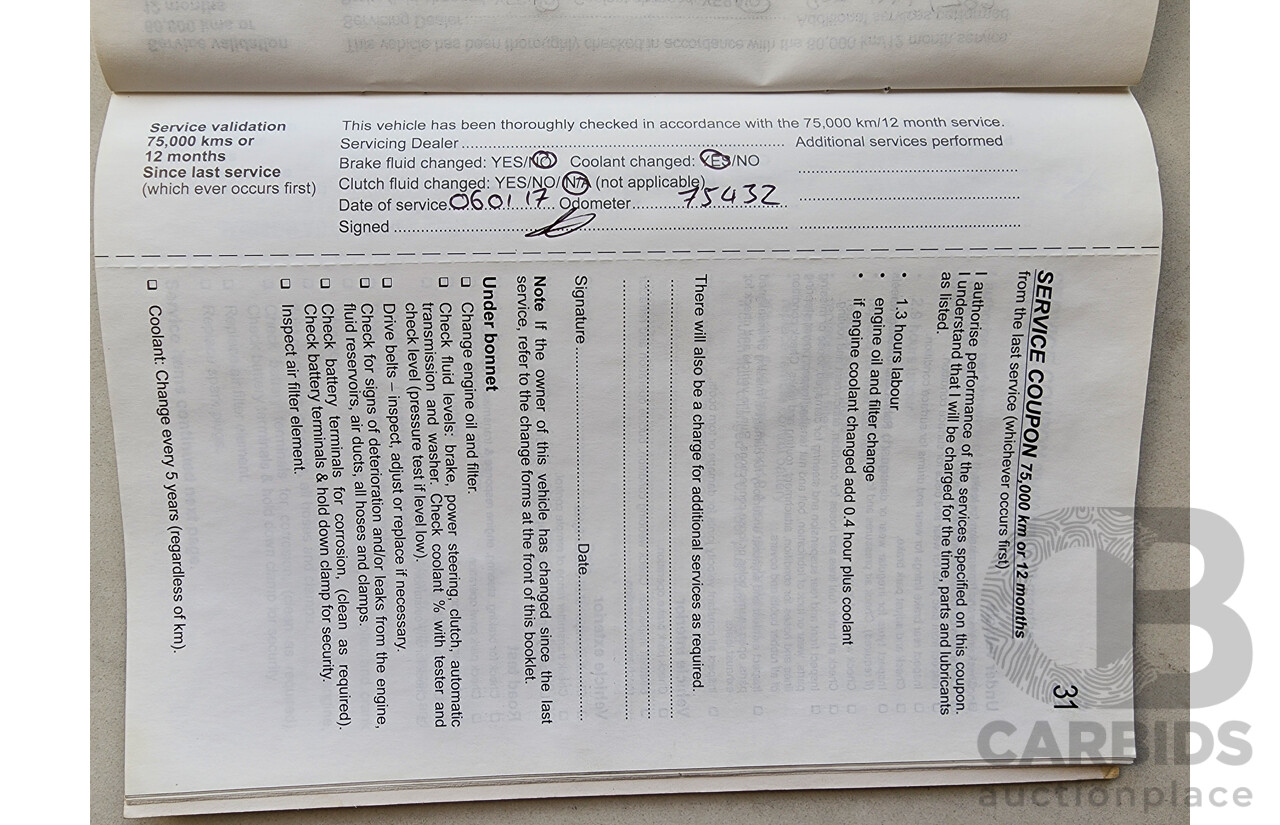 Service validation
75,000 kms or
12 months
Since last service
(which ever occurs first)
This vehicle has been thoroughly checked in accordance with the 75,000 km/12 month service.
Servicing Dealer
Additional services performed
Brake fluid changed: YES/NO Coolant changed: YES/NO
Clutch fluid changed: YES/NO/N/A (not applicable)
Date of service 06 01 17 Odometer 75432
Signed
31
SERVICE COUPON 75,000 km or 12 months
from the last service (whichever occurs first)
I authorise performance of the services specified on this coupon.
I understand that I will be charged for the time, parts and lubricants
as listed.
• 1.3 hours labour
• engine oil and filter change
• if engine coolant changed add 0.4 hour plus coolant
There will also be a charge for additional services as required.
Signature Date
Note If the owner of this vehicle has changed since the last
service, refer to the change forms at the front of this booklet.
Under bonnet
❑ Change engine oil and filter.
❑ Check fluid levels: brake, power steering, clutch, automatic
transmission and washer. Check coolant % with tester and
check level (pressure test if level low).
❑ Drive belts – inspect, adjust or replace if necessary.
❑ Check for signs of deterioration and/or leaks from the engine,
fluid reservoirs, air ducts, all hoses and clamps.
❑ Check battery terminals for corrosion, (clean as required).
Check battery terminals & hold down clamp for security.
❑ Inspect air filter element.
❑ Coolant: Change every 5 years (regardless of km).
CARBIDS
auctionplace